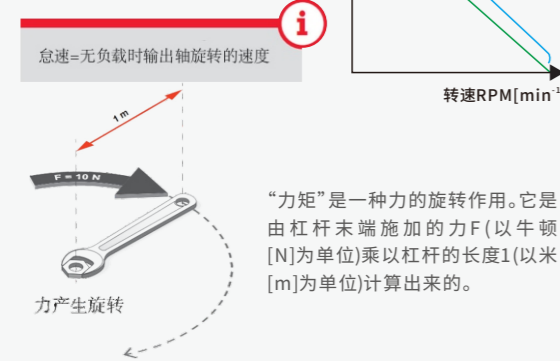 i
怠速=无负载时输出轴旋转的速度
转速RPM[min⁻¹
1 m
F = 10 N
“力矩”是一种力的旋转作用。它是
由杠杆末端施加的力F(以牛顿
[N]为单位)乘以杠杆的长度1(以米
[m]为单位)计算出来的。
力产生旋转